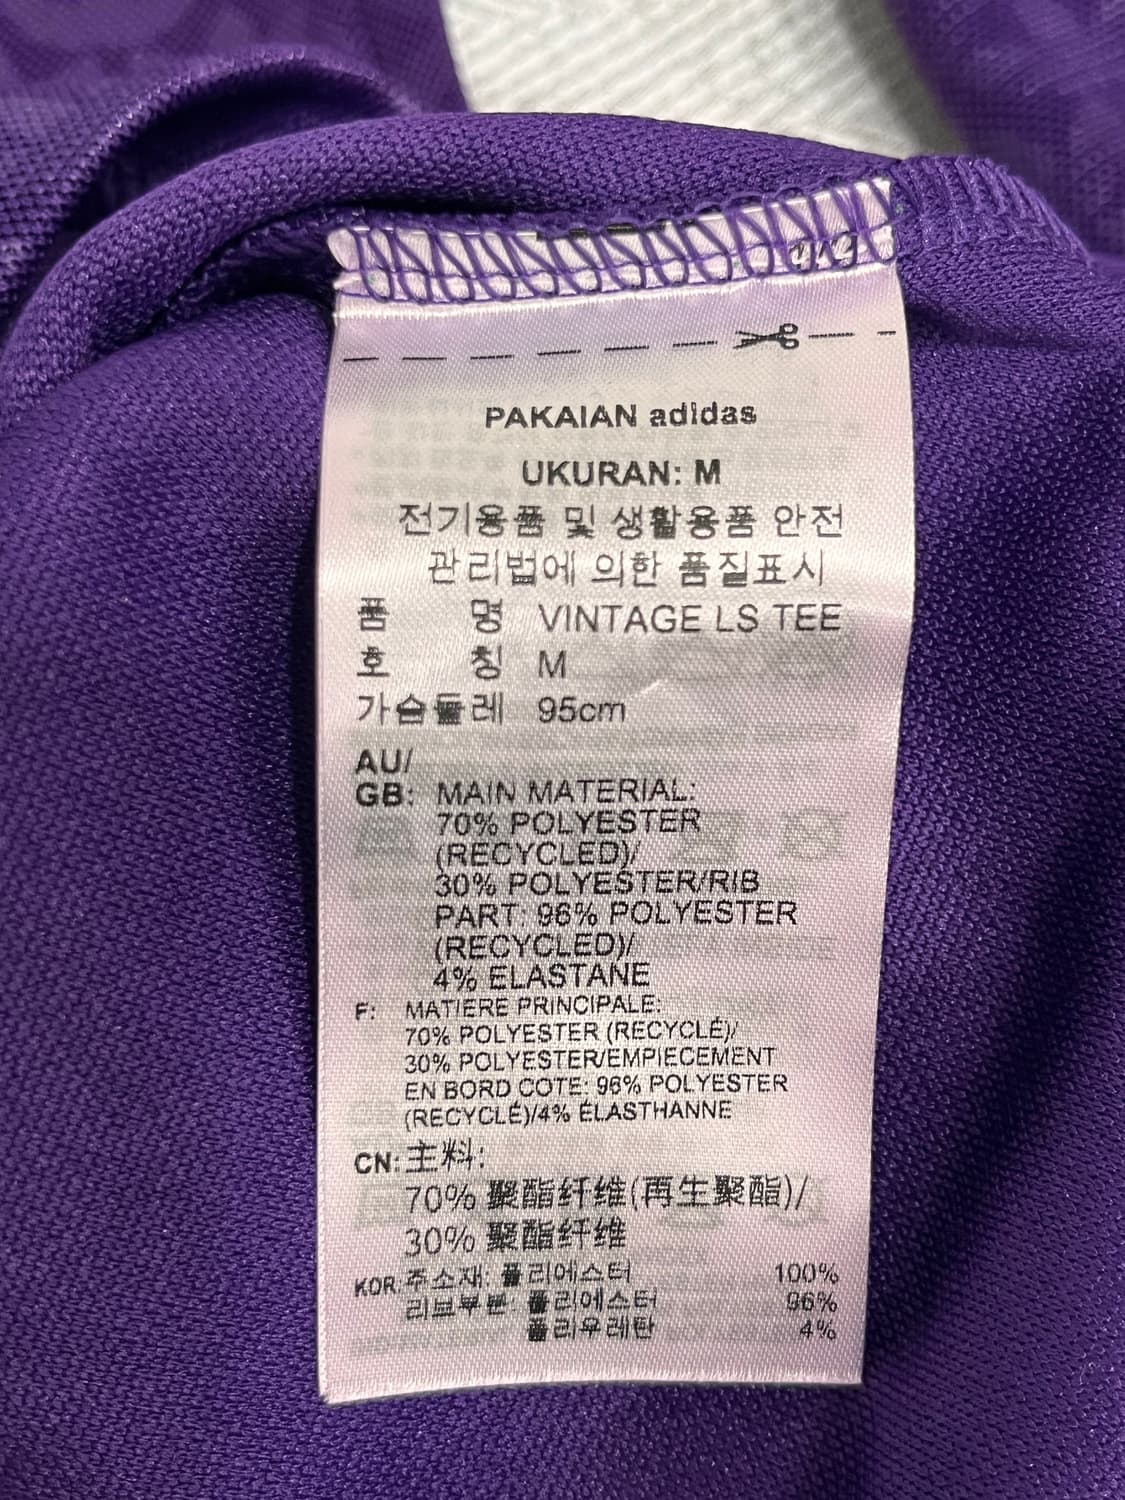 PAKAIAN adidas
UKURAN: M
전기용품 및 생활용품 안전
관리법에 의한 품질표시
품 명 VINTAGE LS TEE
호 칭 M
가슴둘레 95cm
AU/
GB: MAIN MATERIAL:
70% POLYESTER
(RECYCLED)/
30% POLYESTER/RIB
PART: 96% POLYESTER
(RECYCLED)/
4% ELASTANE
F: MATIERE PRINCIPALE:
70% POLYESTER (RECYCLÉ)/
30% POLYESTER/EMPIECEMENT
EN BORD COTE: 96% POLYESTER
(RECYCLÉ)/4% ÉLASTHANNE
CN: 主料:
70% 聚酯纤维(再生聚酯)/
30% 聚酯纤维
KOR: 주소재: 폴리에스터 100%
리브부분: 폴리에스터 96%
폴리우레탄 4%